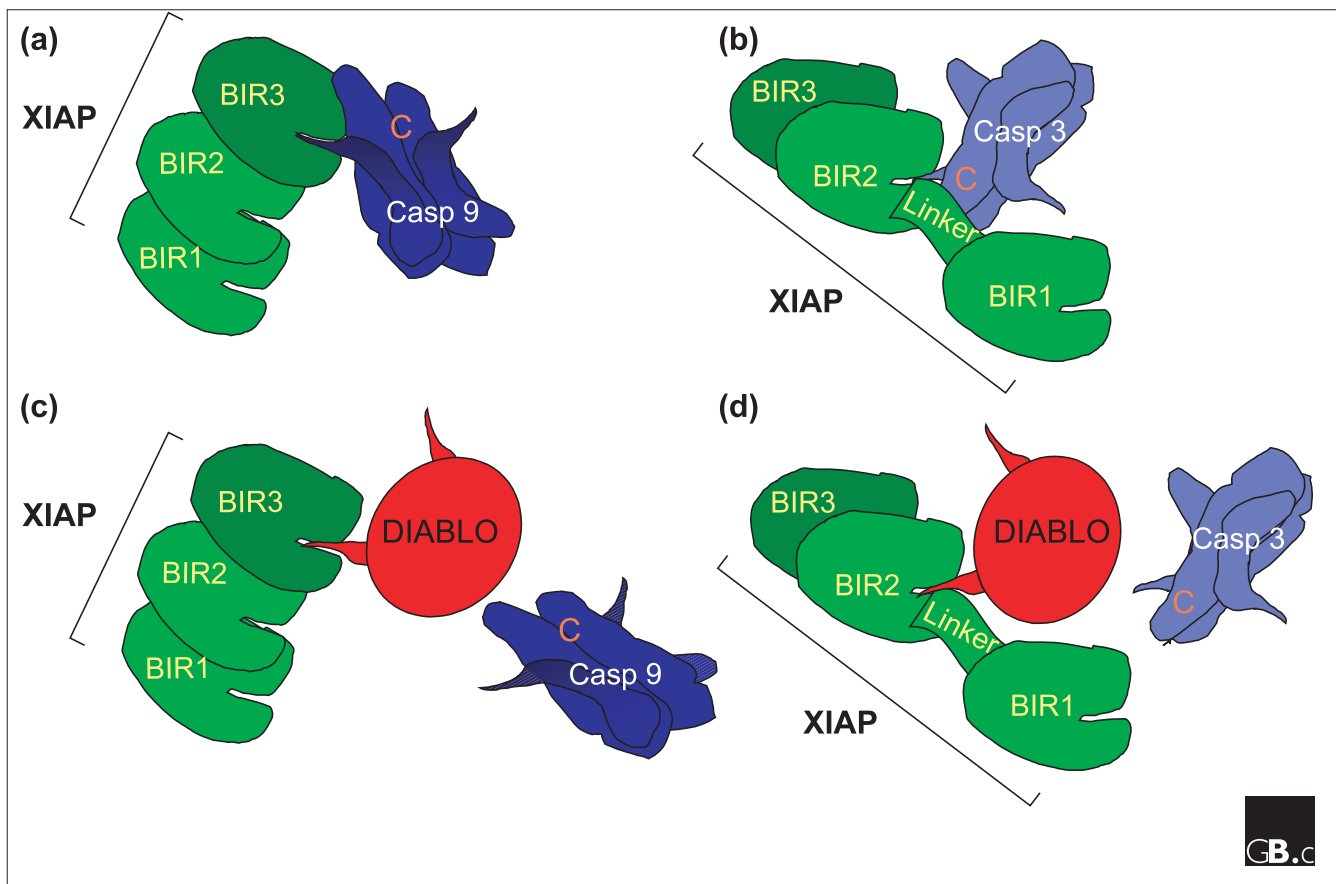 (a)
XIAP
BIR3
BIR2
BIR1
C
Casp 9
(b)
BIR3
BIR2
Linker
BIR1
C
Casp 3
XIAP
(c)
XIAP
BIR3
BIR2
BIR1
DIABLO
C
Casp 9
(d)
BIR3
BIR2
Linker
BIR1
DIABLO
C
Casp 3
XIAP
GB.c